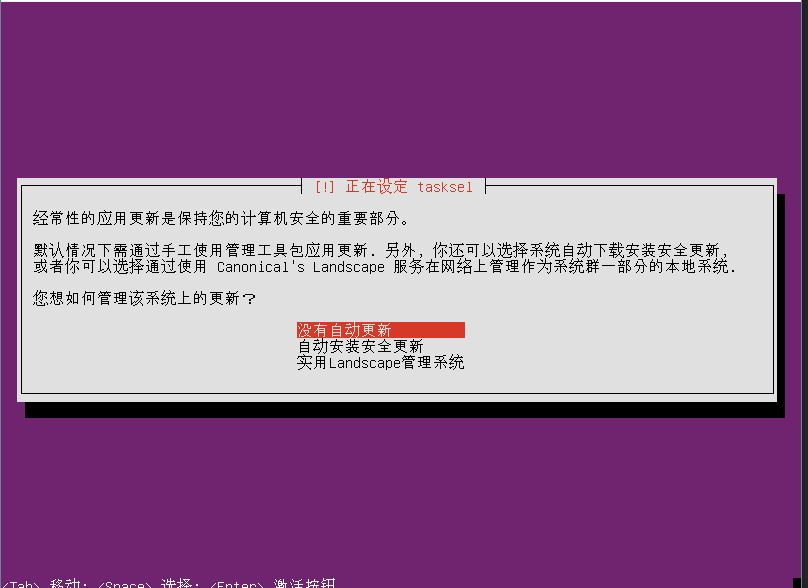 [!] 正在设定 tasksel
经常性的应用更新是保持您的计算机安全的重要部分。
默认情况下需通过手工使用管理工具包应用更新. 另外, 你还可以选择系统自动下载安装安全更新,
或者你可以选择通过使用 Canonical's Landscape 服务在网络上管理作为系统群一部分的本地系统.
您想如何管理该系统上的更新?
没有自动更新
自动安装安全更新
实用Landscape管理系统
<Tab> 移动; <Space> 选择; <Enter> 激活按钮